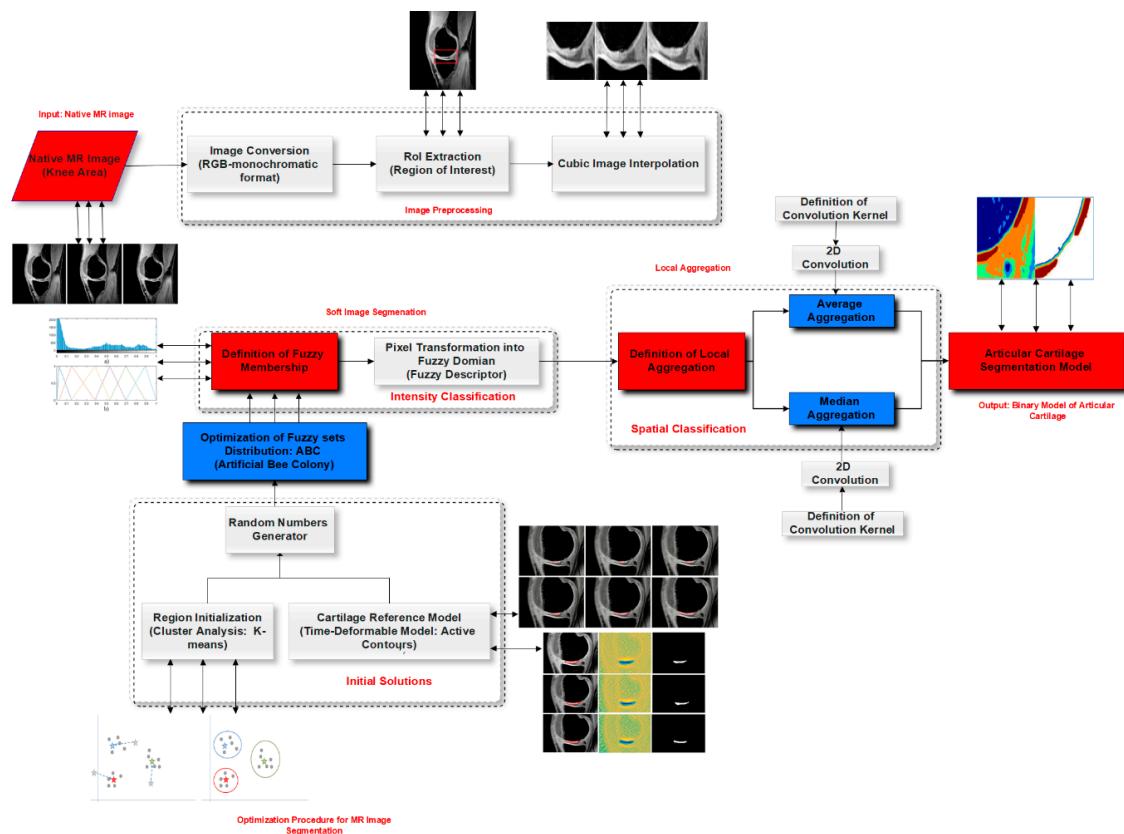 Input: Native MR image
Native MR Image
(Knee Area)
Image Conversion
(RGB-monochromatic
format)
RoI Extraction
(Region of Interest)
Cubic Image Interpolation
Image Preprocessing
Definition of
Convolution Kernel
2D
Convolution
Local Aggregation
Average
Aggregation
Soft Image Segmenation
Definition of Fuzzy
Membership
Pixel Transformation into
Fuzzy Domian
(Fuzzy Descriptor)
Intensity Classification
Definition of Local
Aggregation
Median
Aggregation
Spatial Classification
Articular Cartilage
Segmentation Model
Output: Binary Model of Articular
Cartilage
2D
Convolution
Definition of
Convolution Kernel
Optimization of Fuzzy sets
Distribution: ABC
(Artificial Bee Colony)
Random Numbers
Generator
Region Initialization
(Cluster Analysis: K-
means)
Cartilage Reference Model
(Time-Deformable Model: Active
Contours)
Initial Solutions
Optimization Procedure for MR Image
Segmentation